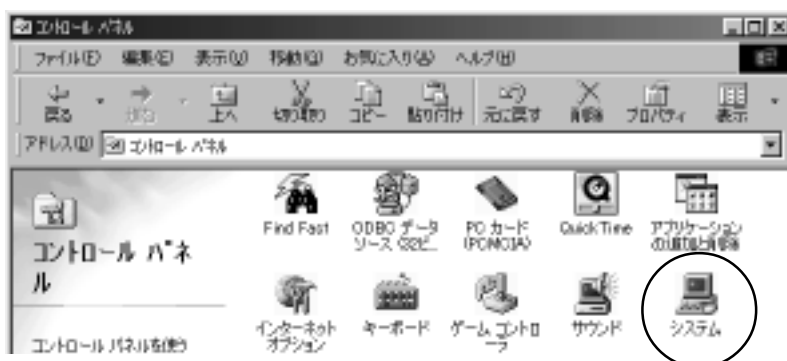 コントロール パネル
ファイル(F) 編集(E) 表示(V) 移動(G) お気に入り(A) ヘルプ(H)
戻る 進む 上へ 切り取り コピー 貼り付け 元に戻す 削除 プロパティ 表示
アドレス(D) コントロール パネル
コントロール パネ
ル
コントロール パネルを使う
Find Fast
ODBC データ
ソース (32ビ...
PC カード
(PCMCIA)
QuickTime
アプリケーション
の追加と削除
インターネット
オプション
キーボード
ゲーム コントロ
ーラ
サウンド
システム